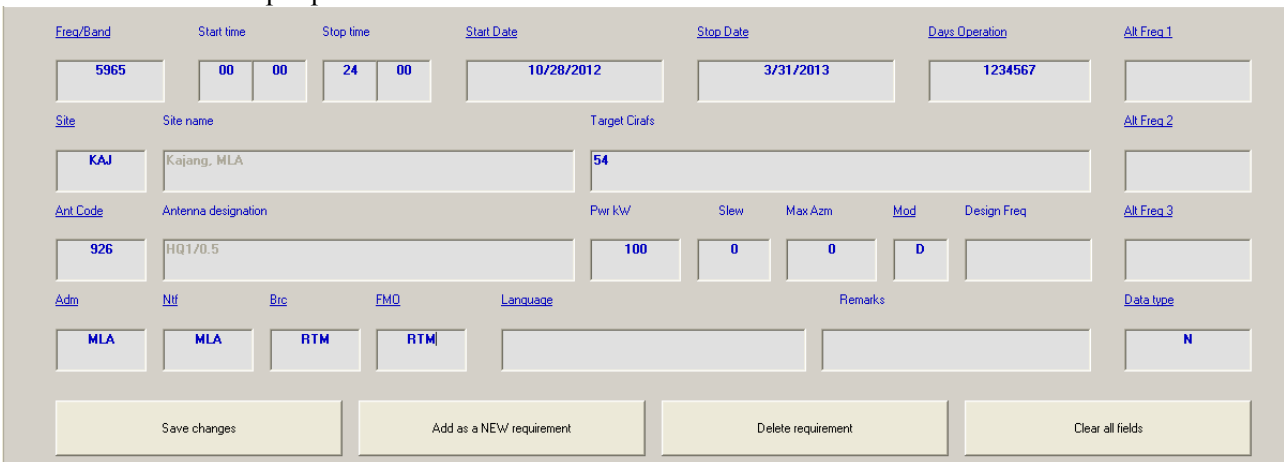 Freq/Band Start time Stop time Start Date Stop Date Days Operation Alt Freq 1
5965 00 00 24 00 10/28/2012 3/31/2013 1234567
Site Site name Target Cirafs Alt Freq 2
KAJ Kajang, MLA 54
Ant Code Antenna designation Pwr kW Slew Max Azm Mod Design Freq Alt Freq 3
926 HQ1/0.5 100 0 0 D
Adm Ntf Brc FMO Language Remarks Data type
MLA MLA RTM RTM N
Save changes Add as a NEW requirement Delete requirement Clear all fields